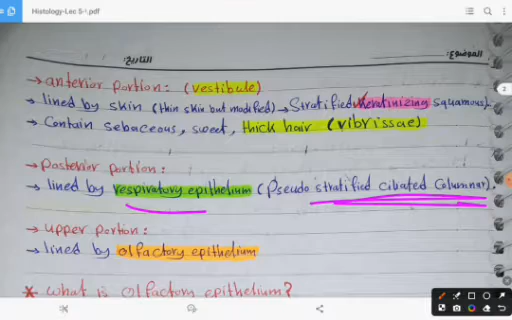 Histology-Lec 5-1.pdf
التاريخ: الموضوع:
→ anterior portion: (vestibule)
→ lined by skin (thin skin but modified) → Stratified Keratinizing squamous).
→ Contain sebaceous, sweet, thick hair (vibrissae)
→ Posterior portion:
→ lined by respiratory epithelium (Pseudo stratified ciliated Columnar).
→ upper portion:
→ lined by olfactory epithelium
* what is olfactory epithelium?